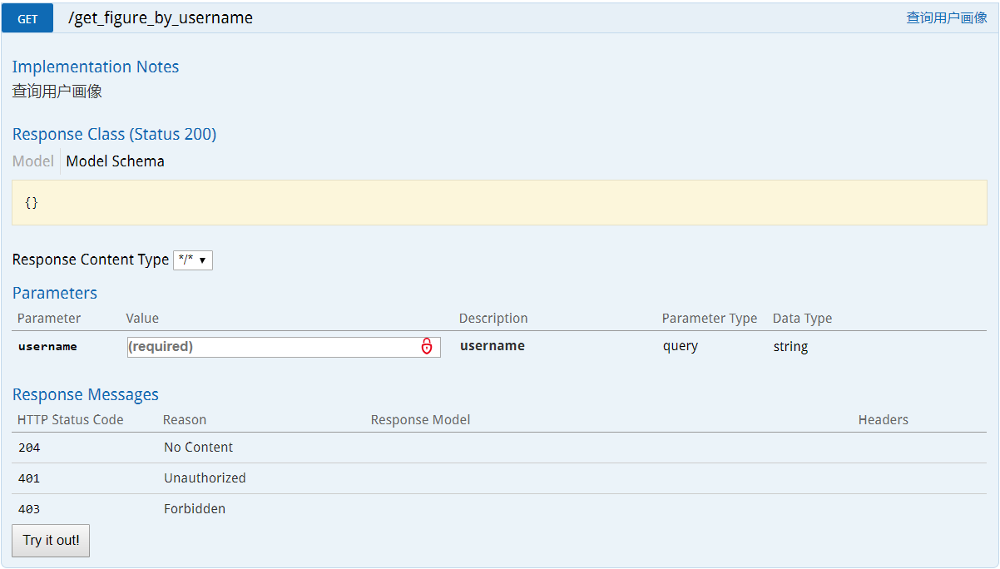 GET /get_figure_by_username 查询用户画像
Implementation Notes
查询用户画像
Response Class (Status 200)
Model Model Schema
{}
Response Content Type */*
Parameters
Parameter Value Description Parameter Type Data Type
username (required) username query string
Response Messages
HTTP Status Code Reason Response Model Headers
204 No Content
401 Unauthorized
403 Forbidden
Try it out!